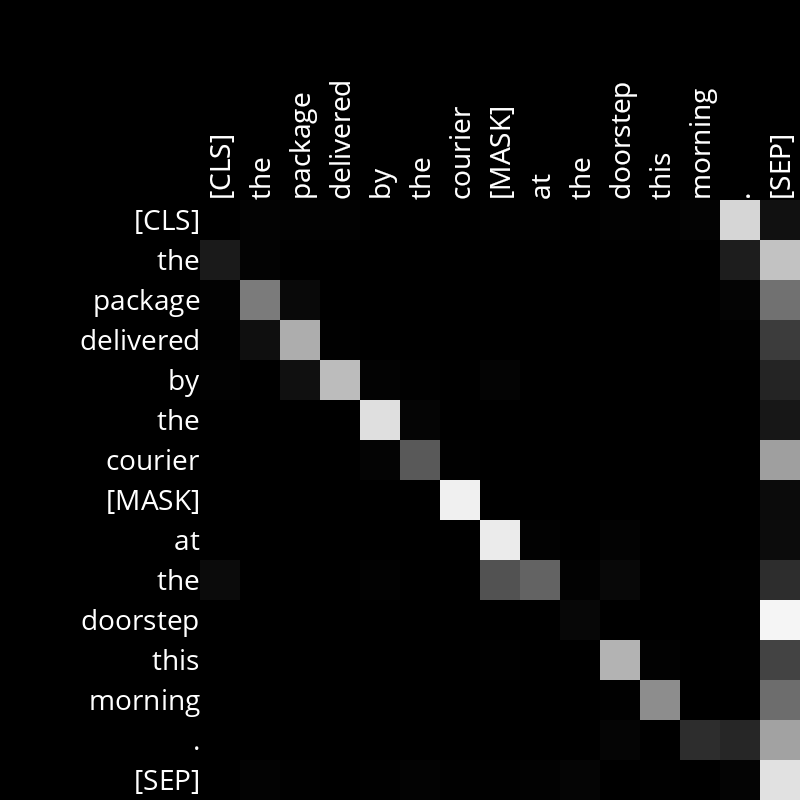 [CLS]
the
package
delivered
by
the
courier
[MASK]
at
the
doorstep
this
morning
.
[SEP]
[CLS]
the
package
delivered
by
the
courier
[MASK]
at
the
doorstep
this
morning
.
[SEP]